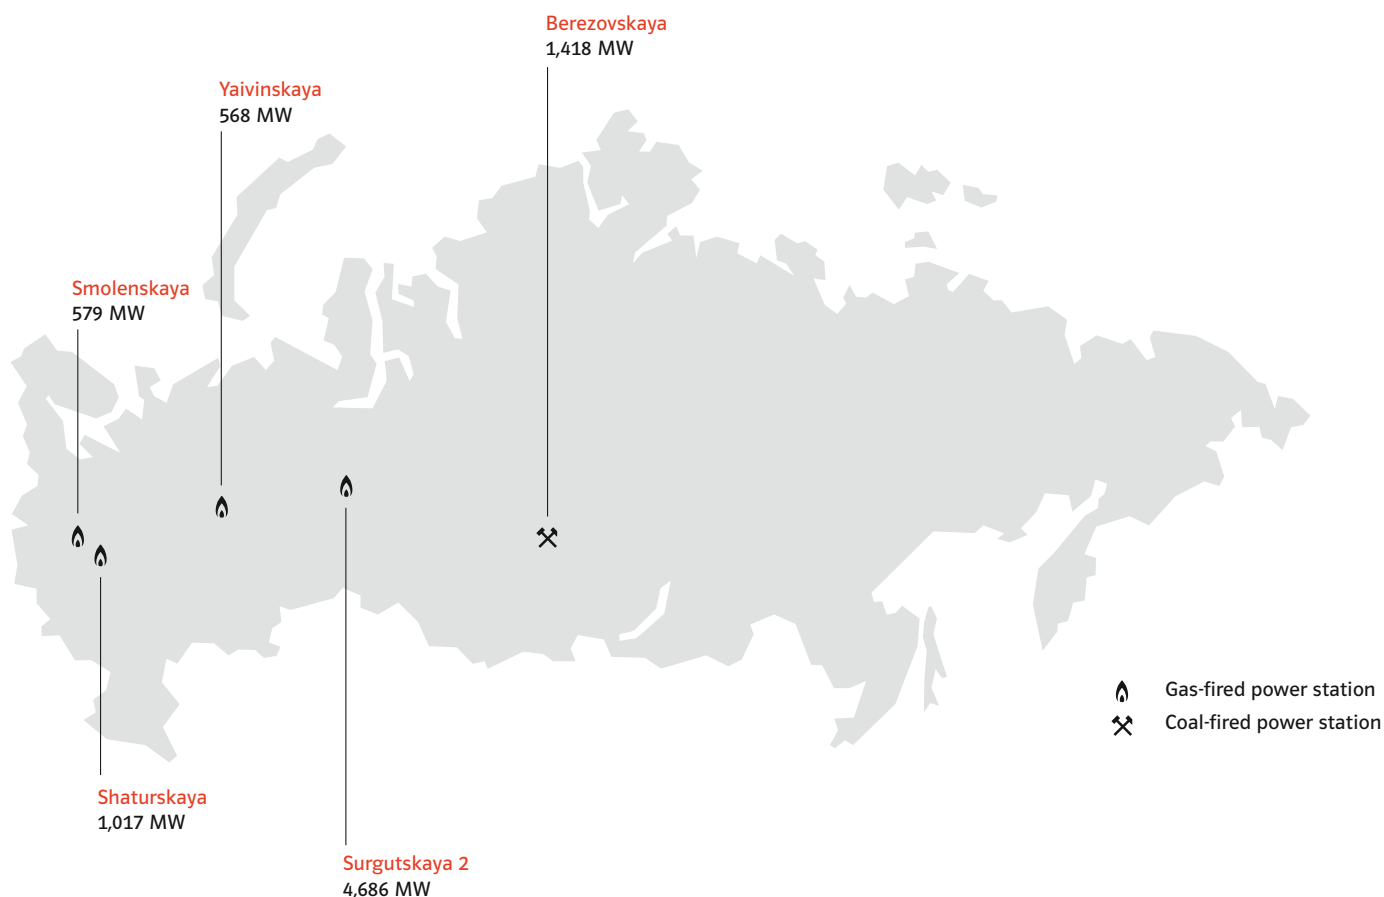 Berezovskaya
1,418 MW
Yaivinskaya
568 MW
Smolenskaya
579 MW
Gas-fired power station
Coal-fired power station
Shaturskaya
1,017 MW
Surgutskaya 2
4,686 MW